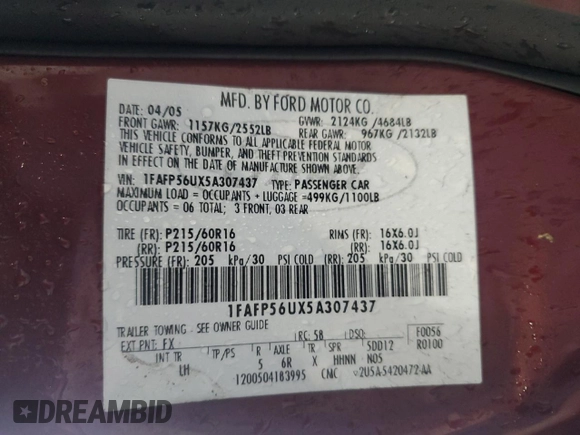 MFD. BY FORD MOTOR CO.
DATE: 04/05 GVWR: 2124KG /4684LB
FRONT GAWR: 1157KG/2552LB REAR GAWR: 967KG/2132LB
THIS VEHICLE CONFORMS TO ALL APPLICABLE FEDERAL MOTOR
VEHICLE SAFETY, BUMPER, AND THEFT PREVENTION STANDARDS
IN EFFECT ON THE DATE OF MANUFACTURE SHOWN ABOVE.
VIN: 1FAFP56UX5A307437 TYPE: PASSENGER CAR
MAXIMUM LOAD = OCCUPANTS + LUGGAGE =499KG/1100LB
OCCUPANTS = 06 TOTAL; 3 FRONT, 03 REAR
TIRE (FR): P215/60R16 RIMS (FR): 16X6.0J
(RR): P215/60R16 (RR): 16X6.0J
PRESSURE (FR): 205 kPa/30 PSI COLD (RR): 205 kPa/30 PSI COLD
1FAFP56UX5A307437
TRAILER TOWING - SEE OWNER GUIDE
EXT PNT: FX RC: 58 DSO: F0056
INT TR TP/PS R AXLE TR SPR 5DD12 R0100
LH 5 6R X HHNN N05
1200504183995 CMC v2U5A-5420472-AA
DREAMBID